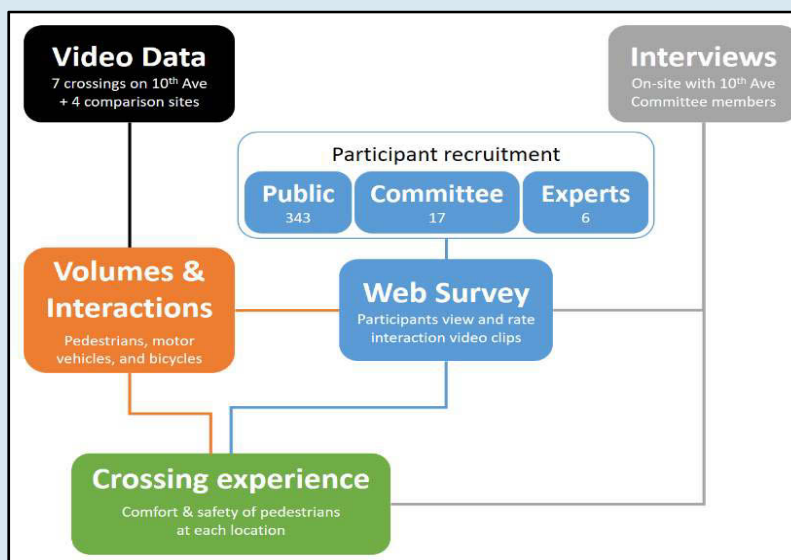 Video Data
7 crossings on 10th Ave
+ 4 comparison sites
Interviews
On-site with 10th Ave
Committee members
Participant recruitment
Public
343
Committee
17
Experts
6
Volumes &
Interactions
Pedestrians, motor
vehicles, and bicycles
Web Survey
Participants view and rate
interaction video clips
Crossing experience
Comfort & safety of pedestrians
at each location